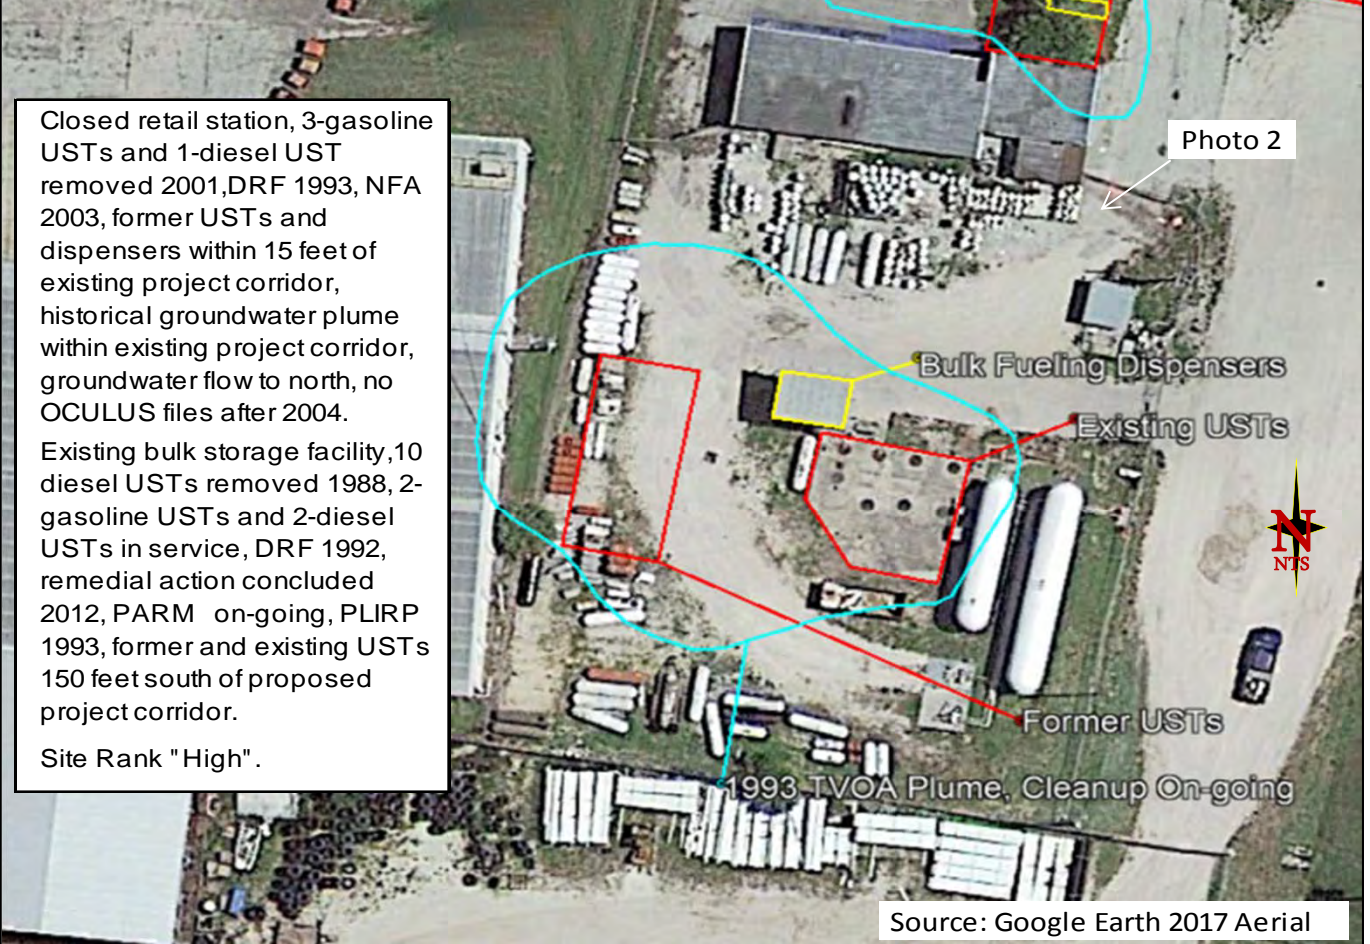 Closed retail station, 3-gasoline
USTs and 1-diesel UST
removed 2001,DRF 1993, NFA
2003, former USTs and
dispensers within 15 feet of
existing project corridor,
historical groundwater plume
within existing project corridor,
groundwater flow to north, no
OCULUS files after 2004.
Existing bulk storage facility,10
diesel USTs removed 1988, 2-
gasoline USTs and 2-diesel
USTs in service, DRF 1992,
remedial action concluded
2012, PARM on-going, PLIRP
1993, former and existing USTs
150 feet south of proposed
project corridor.
Site Rank "High".
Photo 2
Bulk Fueling Dispensers
Existing USTs
N
NTS
Former USTs
1993 TVOA Plume, Cleanup On-going
Source: Google Earth 2017 Aerial